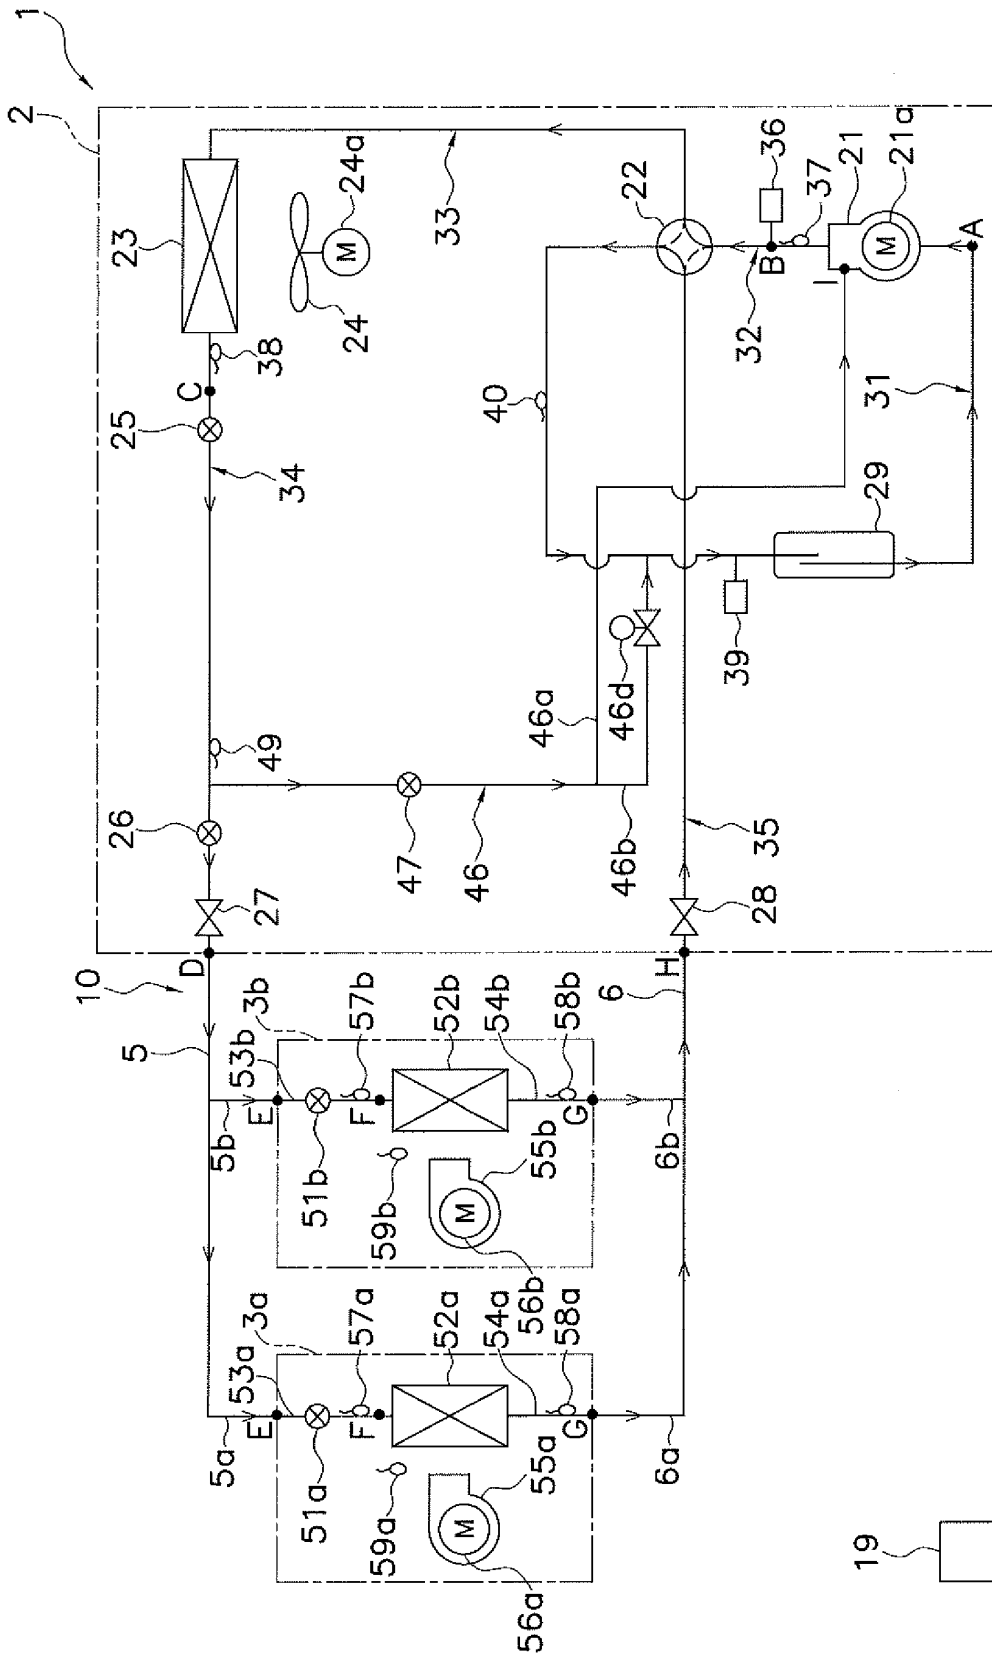 1
2
23
24a
M
24
38
C
25
34
33
22
36
37
B
32
I
21
M
21a
A
31
40
29
39
46a
46d
46b
49
47
46
26
27
35
28
D
H
10
5
6
3b
53b
57b
52b
54b
58b
5b
E
F
G
6b
51b
59b
M
55b
56b
3a
53a
57a
52a
54a
58a
5a
E
F
G
6a
51a
59a
M
55a
56a
19